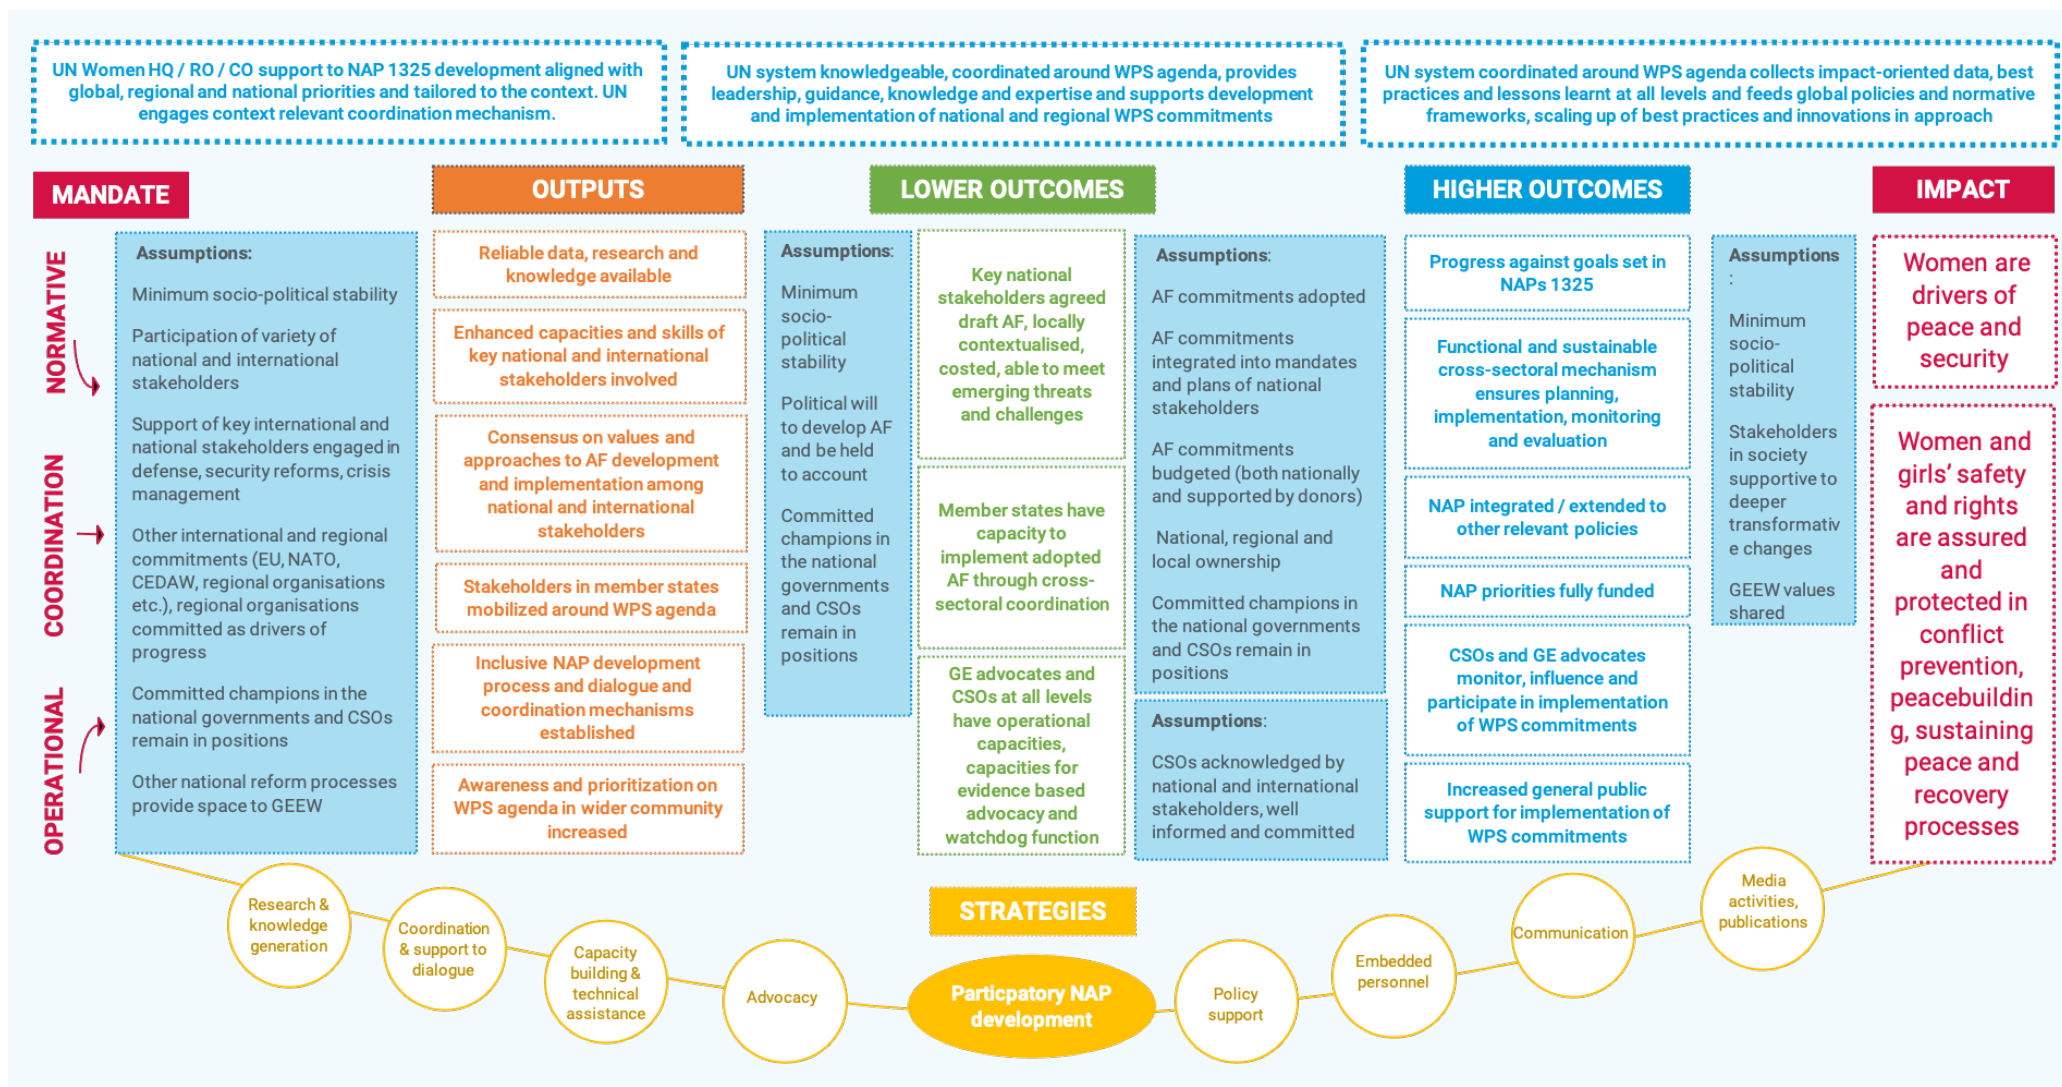 UN Women HQ / RO / CO support to NAP 1325 development aligned with
global, regional and national priorities and tailored to the context. UN
engages context relevant coordination mechanism.
UN system knowledgeable, coordinated around WPS agenda, provides
leadership, guidance, knowledge and expertise and supports development
and implementation of national and regional WPS commitments
UN system coordinated around WPS agenda collects impact-oriented data, best
practices and lessons learnt at all levels and feeds global policies and normative
frameworks, scaling up of best practices and innovations in approach
MANDATE
NORMATIVE
COORDINATION
OPERATIONAL
Assumptions:
Minimum socio-political stability
Participation of variety of
national and international
stakeholders
Support of key international and
national stakeholders engaged in
defense, security reforms, crisis
management
Other international and regional
commitments (EU, NATO,
CEDAW, regional organisations
etc.), regional organisations
committed as drivers of
progress
Committed champions in the
national governments and CSOs
remain in positions
Other national reform processes
provide space to GEEW
OUTPUTS
Reliable data, research and
knowledge available
Enhanced capacities and skills of
key national and international
stakeholders involved
Consensus on values and
approaches to AF development
and implementation among
national and international
stakeholders
Stakeholders in member states
mobilized around WPS agenda
Inclusive NAP development
process and dialogue and
coordination mechanisms
established
Awareness and prioritization on
WPS agenda in wider community
increased
LOWER OUTCOMES
Assumptions:
Minimum
socio-
political
stability
Political will
to develop AF
and be held
to account
Committed
champions in
the national
governments
and CSOs
remain in
positions
Key national
stakeholders agreed
draft AF, locally
contextualised,
costed, able to meet
emerging threats
and challenges
Member states have
capacity to
implement adopted
AF through cross-
sectoral coordination
GE advocates and
CSOs at all levels
have operational
capacities,
capacities for
evidence based
advocacy and
watchdog function
Assumptions:
AF commitments adopted
AF commitments
integrated into mandates
and plans of national
stakeholders
AF commitments
budgeted (both nationally
and supported by donors)
National, regional and
local ownership
Committed champions in
the national governments
and CSOs remain in
positions
Assumptions:
CSOs acknowledged by
national and international
stakeholders, well
informed and committed
HIGHER OUTCOMES
Progress against goals set in
NAPs 1325
Functional and sustainable
cross-sectoral mechanism
ensures planning,
implementation, monitoring
and evaluation
NAP integrated / extended to
other relevant policies
NAP priorities fully funded
CSOs and GE advocates
monitor, influence and
participate in implementation
of WPS commitments
Increased general public
support for implementation of
WPS commitments
Assumptions
:
Minimum
socio-
political
stability
Stakeholders
in society
supportive to
deeper
transformativ
e changes
GEEW values
shared
IMPACT
Women are
drivers of
peace and
security
Women and
girls’ safety
and rights
are assured
and
protected in
conflict
prevention,
peacebuildin
g, sustaining
peace and
recovery
processes
STRATEGIES
Research &
knowledge
generation
Coordination
& support to
dialogue
Capacity
building &
technical
assistance
Advocacy
Particpatory NAP
development
Policy
support
Embedded
personnel
Communication
Media
activities,
publications